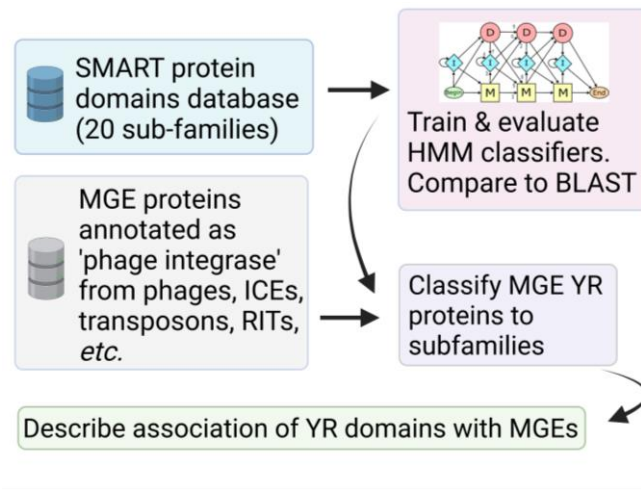 SMART protein
domains database
(20 sub-families)
D D D
I I I I
Begin M M M End
Train & evaluate
HMM classifiers.
Compare to BLAST
MGE proteins
annotated as
'phage integrase'
from phages, ICEs,
transposons, RITs,
etc.
Classify MGE YR
proteins to
subfamilies
Describe association of YR domains with MGEs